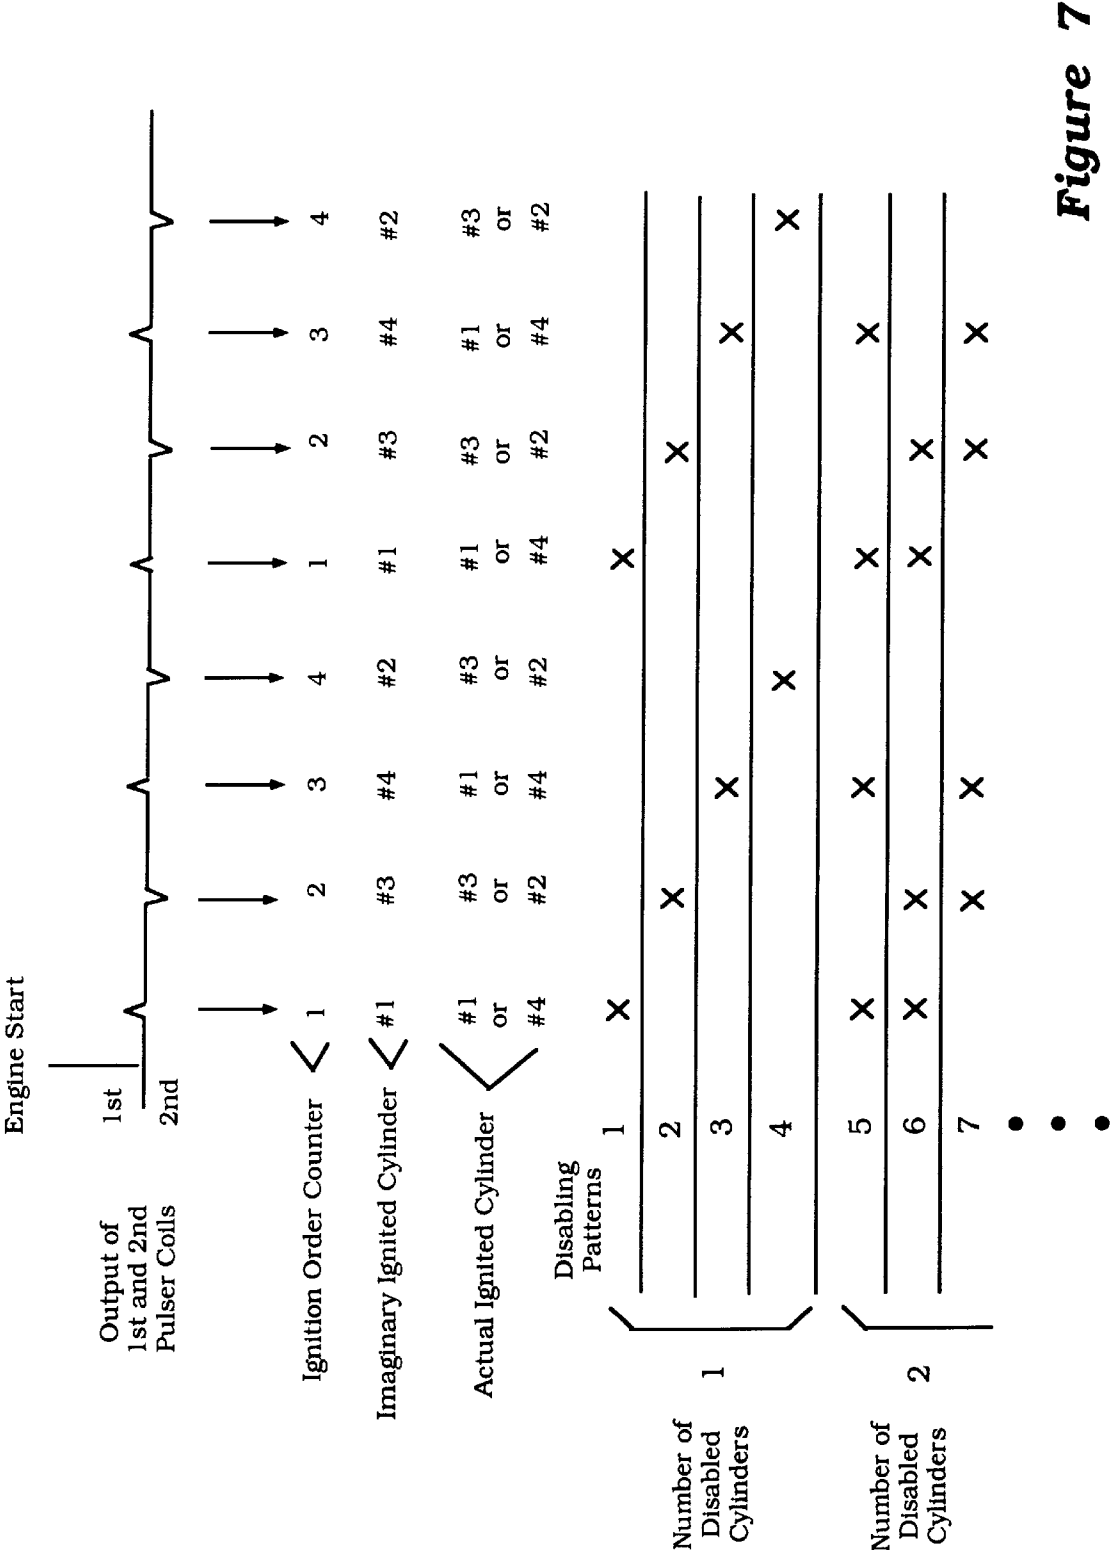 Engine Start
Output of
1st and 2nd
Pulser Coils
1st
2nd
Ignition Order Counter < 1 2 3 4 1 2 3 4
Imaginary Ignited Cylinder < #1 #3 #4 #2 #1 #3 #4 #2
Actual Ignited Cylinder < #1 #3 #1 #3 #1 #3 #1 #3
or or or or or or or or
#4 #2 #4 #2 #4 #2 #4 #2
Disabling
Patterns
Number of
Disabled
Cylinders
1
1 X X
2 X X
3 X X
4 X X
Number of
Disabled
Cylinders
2
5 X X X X
6 X X X X
7 X X X X
Figure 7